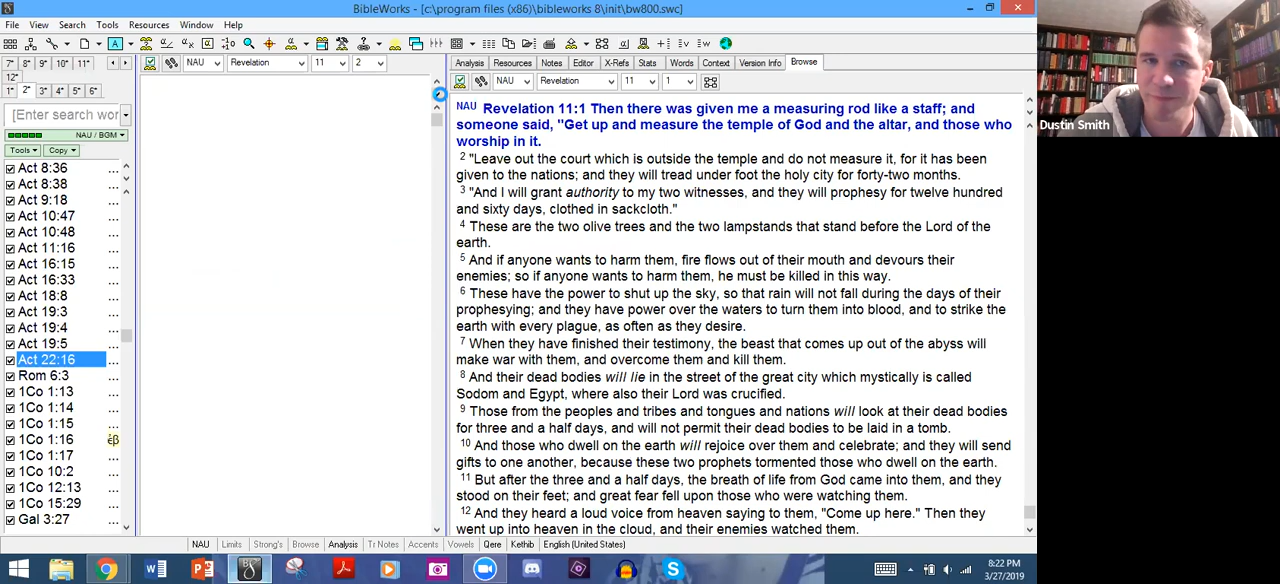 BibleWorks - [c:\program files (x86)\bibleworks 8\init\bw800.swc]
File View Search Tools Resources Window Help
7* 8* 9* 10* 11*
12*
1* 2* 3* 4* 5* 6*
[Enter search wor
NAU / BGM
Tools Copy
Act 8:36 ...
Act 8:38 ...
Act 9:18 ...
Act 10:47 ...
Act 10:48 ...
Act 11:16 ...
Act 16:15 ...
Act 16:33 ...
Act 18:8 ...
Act 19:3 ...
Act 19:4 ...
Act 19:5 ...
Act 22:16 ...
Rom 6:3 ...
1Co 1:13 ...
1Co 1:14 ...
1Co 1:15 ...
1Co 1:16 ἐβ
1Co 1:17 ...
1Co 10:2 ...
1Co 12:13 ...
1Co 15:29 ...
Gal 3:27 ...
NAU Revelation 11 2
Analysis Resources Notes Editor X-Refs Stats Words Context Version Info Browse
NAU Revelation 11 1
NAU Revelation 11:1 Then there was given me a measuring rod like a staff; and
someone said, "Get up and measure the temple of God and the altar, and those who
worship in it.
2 "Leave out the court which is outside the temple and do not measure it, for it has been
given to the nations; and they will tread under foot the holy city for forty-two months.
3 "And I will grant authority to my two witnesses, and they will prophesy for twelve hundred
and sixty days, clothed in sackcloth."
4 These are the two olive trees and the two lampstands that stand before the Lord of the
earth.
5 And if anyone wants to harm them, fire flows out of their mouth and devours their
enemies; so if anyone wants to harm them, he must be killed in this way.
6 These have the power to shut up the sky, so that rain will not fall during the days of their
prophesying; and they have power over the waters to turn them into blood, and to strike the
earth with every plague, as often as they desire.
7 When they have finished their testimony, the beast that comes up out of the abyss will
make war with them, and overcome them and kill them.
8 And their dead bodies will lie in the street of the great city which mystically is called
Sodom and Egypt, where also their Lord was crucified.
9 Those from the peoples and tribes and tongues and nations will look at their dead bodies
for three and a half days, and will not permit their dead bodies to be laid in a tomb.
10 And those who dwell on the earth will rejoice over them and celebrate; and they will send
gifts to one another, because these two prophets tormented those who dwell on the earth.
11 But after the three and a half days, the breath of life from God came into them, and they
stood on their feet; and great fear fell upon those who were watching them.
12 And they heard a loud voice from heaven saying to them, "Come up here." Then they
went up into heaven in the cloud, and their enemies watched them.
NAU Limits Strong's Browse Analysis Tr Notes Accents Vowels Qere Kethib English (United States)
8:22 PM
3/27/2019
Dustin Smith